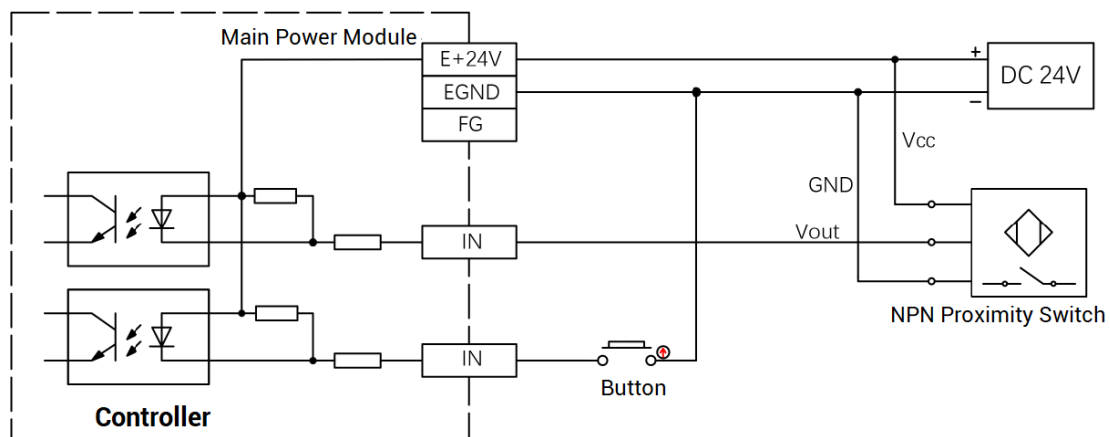 Main Power Module
E+24V
+
DC 24V
EGND
−
FG
Vcc
GND
Vout
IN
NPN Proximity Switch
IN
Button
Controller